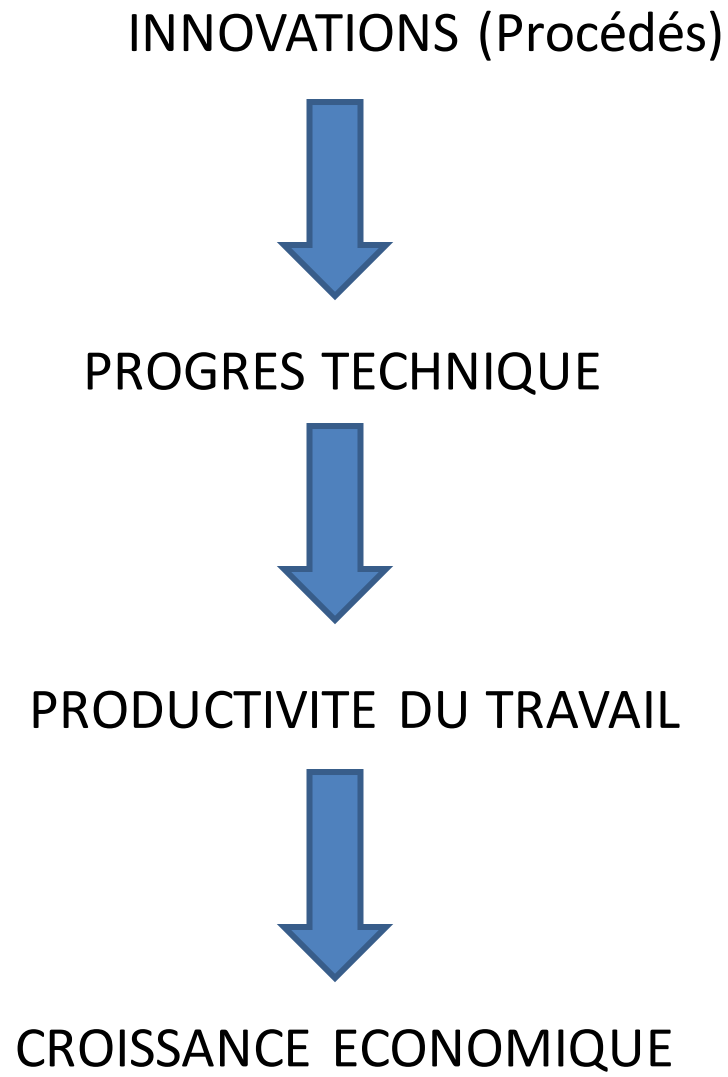 INNOVATIONS (Procédés)
PROGRES TECHNIQUE
PRODUCTIVITE DU TRAVAIL
CROISSANCE ECONOMIQUE